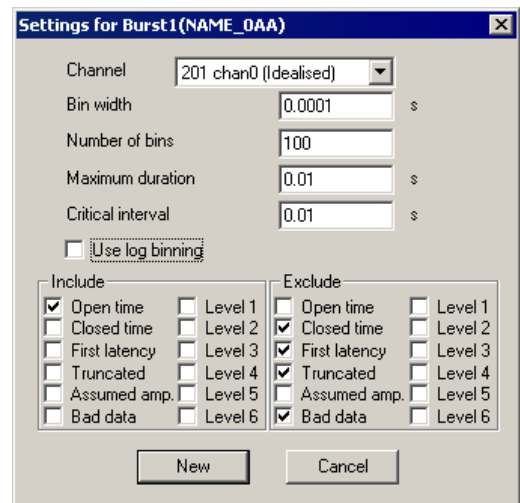 Settings for Burst1(NAME_0AA)
Channel 201 chan0 (Idealised)
Bin width 0.0001 s
Number of bins 100
Maximum duration 0.01 s
Critical interval 0.01 s
Use log binning
Include Exclude
Open time Level 1 Open time Level 1
Closed time Level 2 Closed time Level 2
First latency Level 3 First latency Level 3
Truncated Level 4 Truncated Level 4
Assumed amp. Level 5 Assumed amp. Level 5
Bad data Level 6 Bad data Level 6
New Cancel